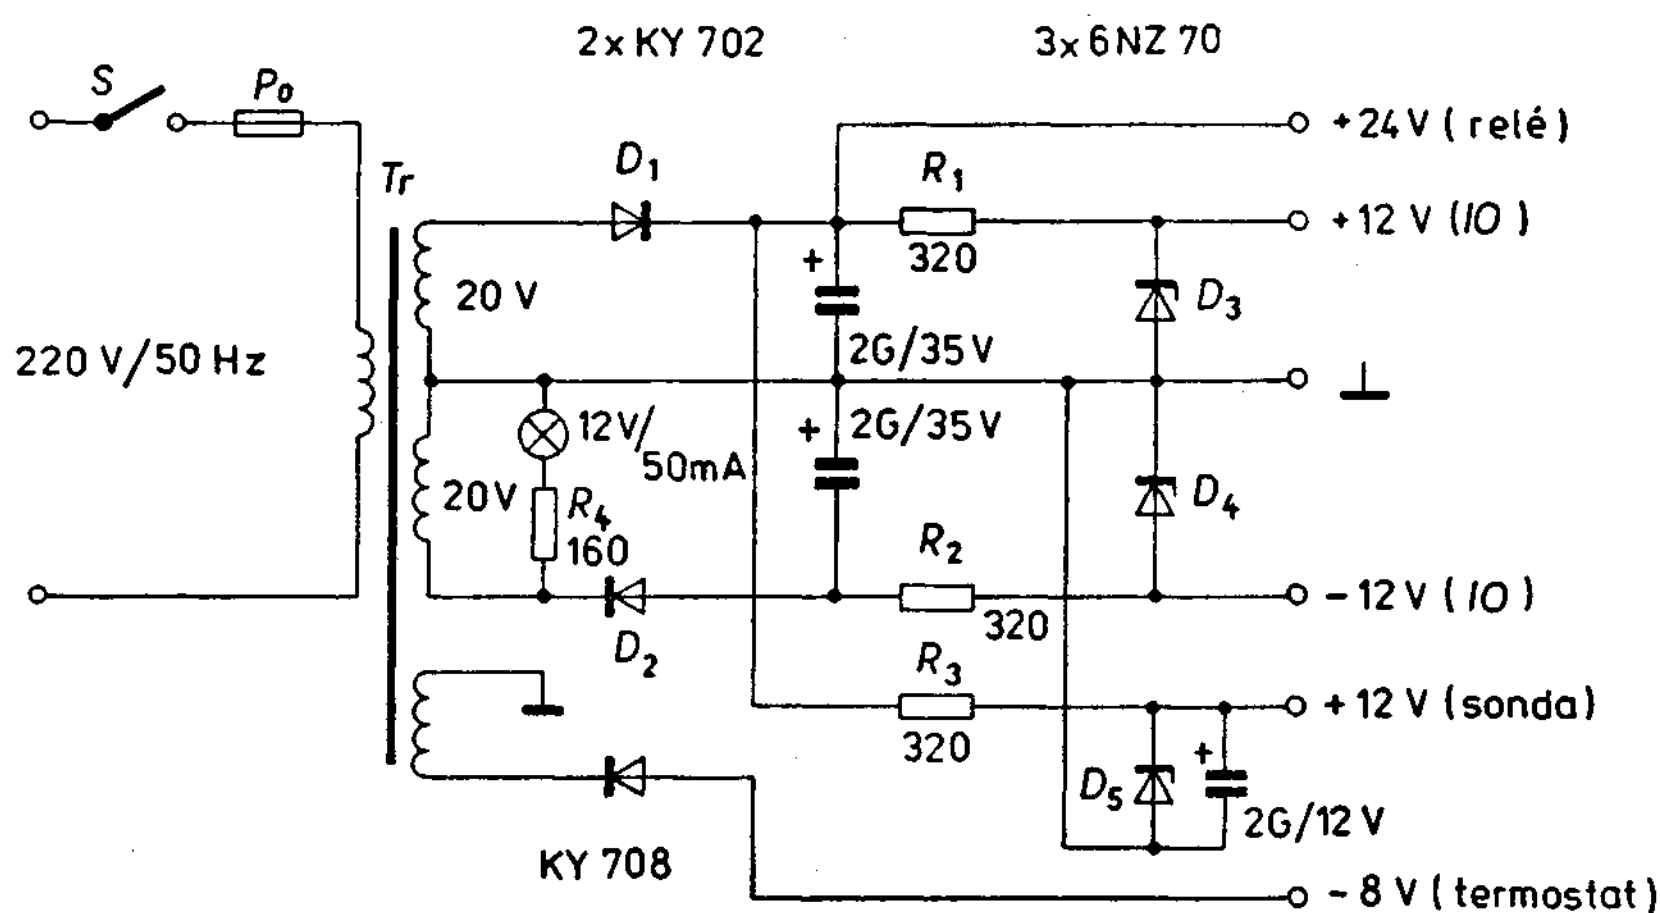 2x KY 702
3x 6NZ 70
S
Po
+ 24 V ( relé )
Tr
D1
R1
320
+ 12 V ( IO )
20 V
+
D3
220 V/50 Hz
2G/35 V
12 V/
50mA
+
2G/35 V
20 V
R4
160
D4
R2
320
- 12 V ( IO )
D2
R3
320
+ 12 V ( sonda )
+
D5
2G/12 V
KY 708
- 8 V ( termostat )